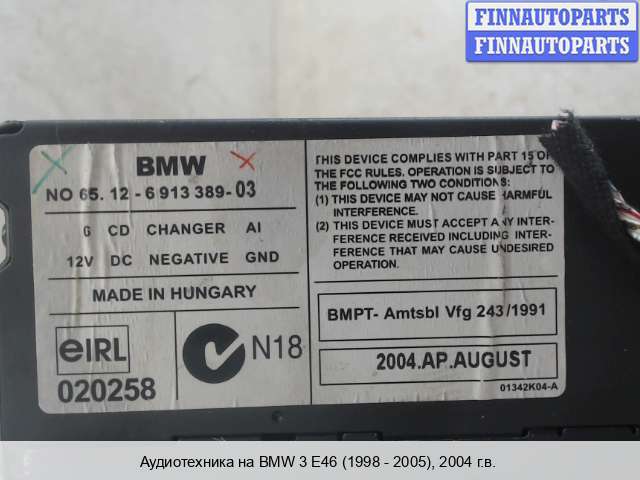 FINNAUTOPARTS
FINNAUTOPARTS
BMW
NO 65. 12 - 6 913 389- 03
6 CD CHANGER AI
12V DC NEGATIVE GND
MADE IN HUNGARY
eIRL
020258
N18
THIS DEVICE COMPLIES WITH PART 15 OF
THE FCC RULES. OPERATION IS SUBJECT TO
THE FOLLOWING TWO CONDITIONS:
(1) THIS DEVICE MAY NOT CAUSE HARMFUL
INTERFERENCE.
(2) THIS DEVICE MUST ACCEPT ANY INTER-
FERENCE RECEIVED INCLUDING INTER-
FERENCE THAT MAY CAUSE UNDESIRED
OPERATION.
BMPT- Amtsbl Vfg 243/1991
2004.AP.AUGUST
01342K04-A
Аудиотехника на BMW 3 E46 (1998 - 2005), 2004 г.в.